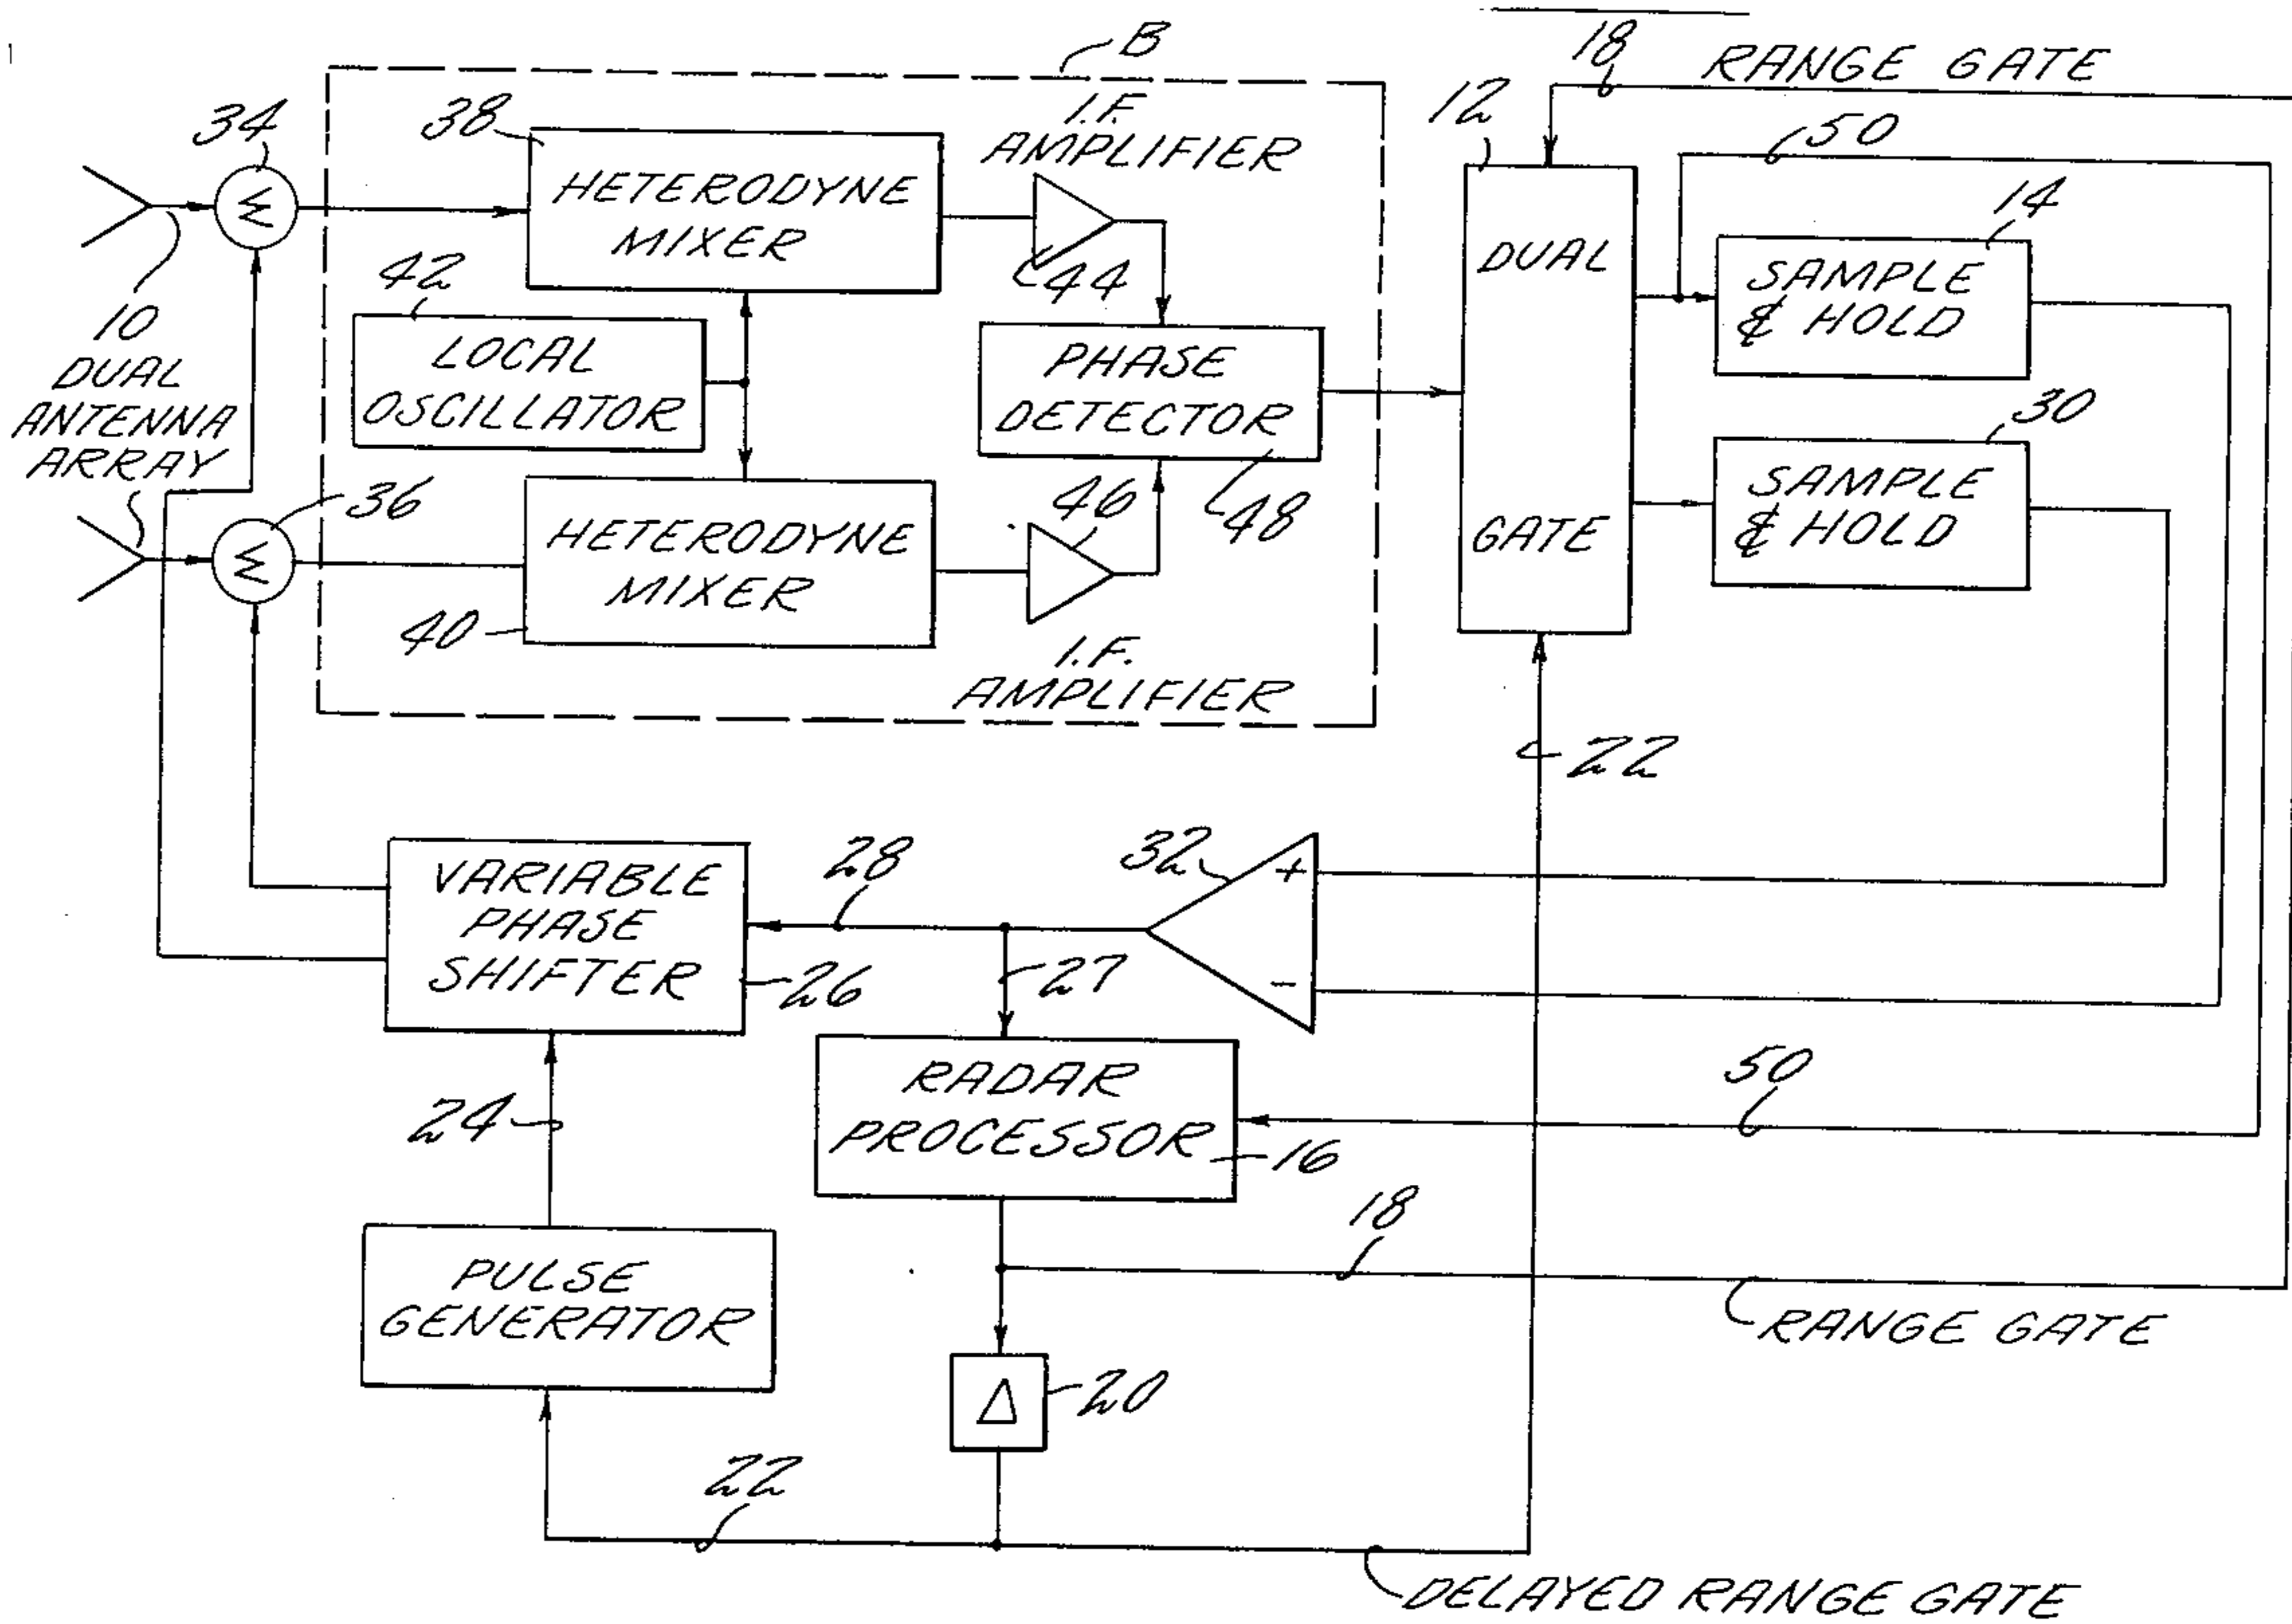 B
18 RANGE GATE
34
38
I.F.
AMPLIFIER
12
50
HETERODYNE
MIXER
Σ
14
DUAL
SAMPLE
& HOLD
42
44
10
DUAL
ANTENNA
ARRAY
LOCAL
OSCILLATOR
PHASE
DETECTOR
30
36
46
48
SAMPLE
& HOLD
GATE
Σ
HETERODYNE
MIXER
40
I.F.
AMPLIFIER
22
32
+
28
VARIABLE
PHASE
SHIFTER
26
27
-
50
RADAR
PROCESSOR
16
24
18
PULSE
GENERATOR
RANGE GATE
Δ
20
22
DELAYED RANGE GATE